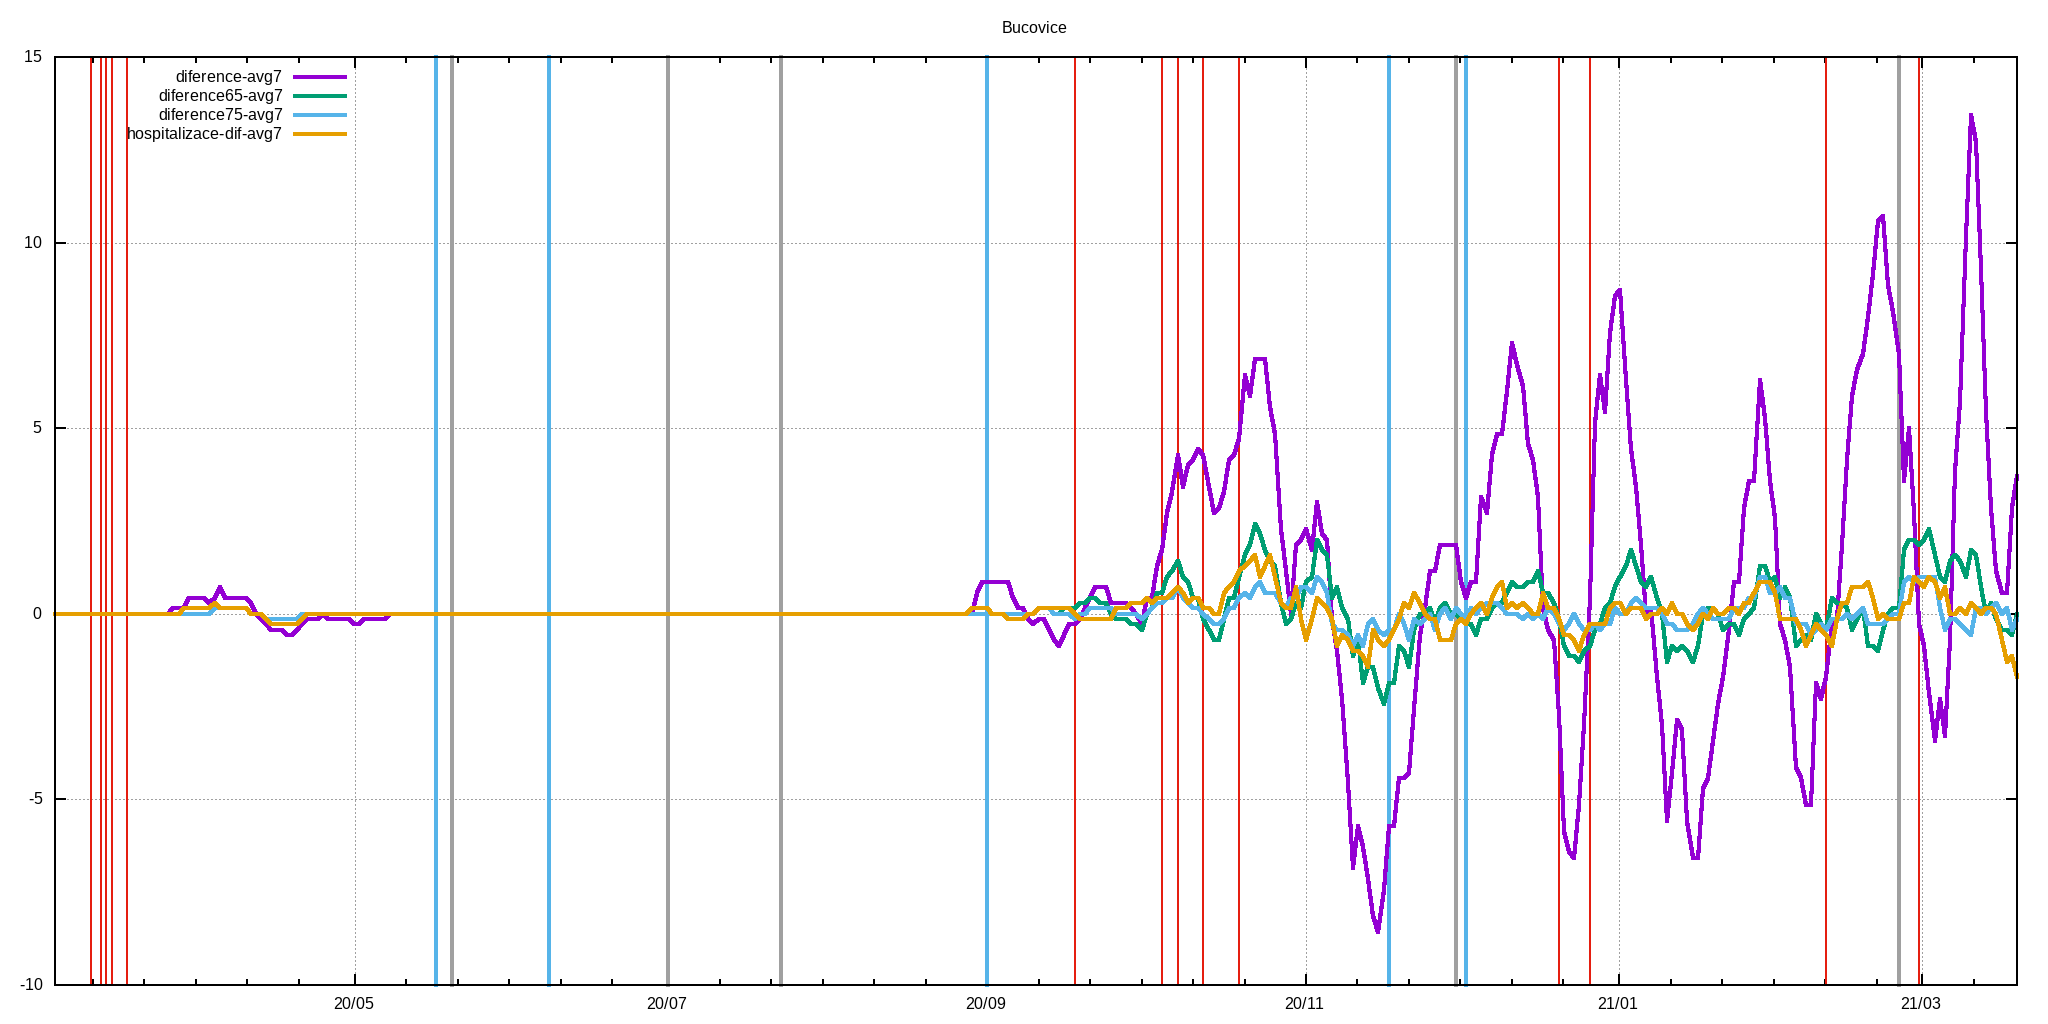 Bucovice
15
diference-avg7
diference65-avg7
diference75-avg7
hospitalizace-dif-avg7
10
5
0
-5
-10
20/05 20/07 20/09 20/11 21/01 21/03